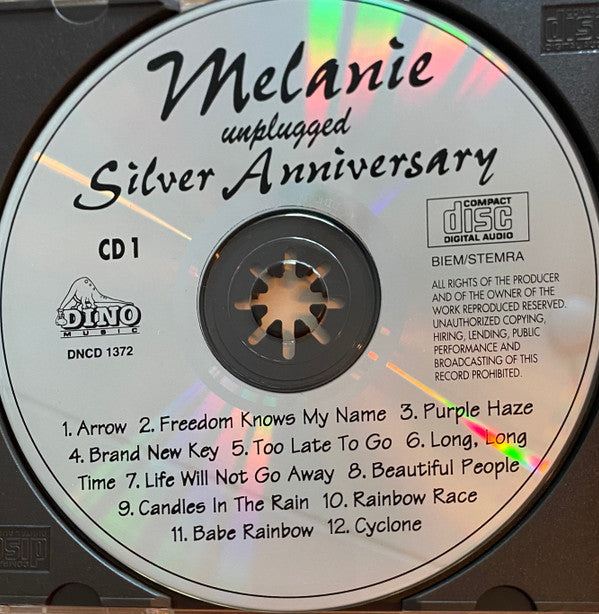 Melanie
unplugged
Silver Anniversary
CD 1
COMPACT
disc
DIGITAL AUDIO
BIEM/STEMRA
ALL RIGHTS OF THE PRODUCER
AND OF THE OWNER OF THE
WORK REPRODUCED RESERVED.
UNAUTHORIZED COPYING,
HIRING, LENDING, PUBLIC
PERFORMANCE AND
BROADCASTING OF THIS
RECORD PROHIBITED.
DINO
MUSIC
DNCD 1372
1. Arrow 2. Freedom Knows My Name 3. Purple Haze
4. Brand New Key 5. Too Late To Go 6. Long, Long
Time 7. Life Will Not Go Away 8. Beautiful People
9. Candles In The Rain 10. Rainbow Race
11. Babe Rainbow 12. Cyclone